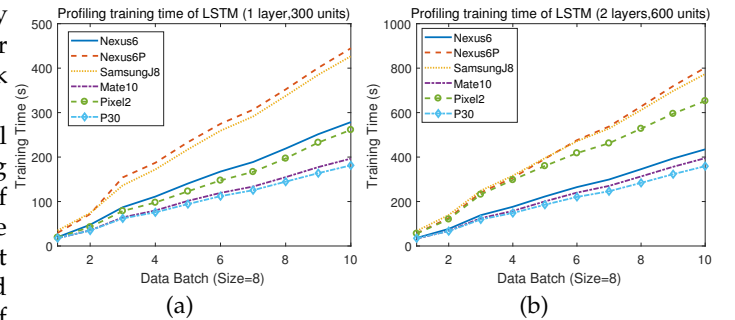 Profiling training time of LSTM (1 layer,300 units)
500
400
300
200
100
0
Training Time (s)
Nexus6
Nexus6P
SamsungJ8
Mate10
Pixel2
P30
2
4
6
8
10
Data Batch (Size=8)
(a)
Profiling training time of LSTM (2 layers,600 units)
1000
800
600
400
200
0
Training Time (s)
Nexus6
Nexus6P
SamsungJ8
Mate10
Pixel2
P30
2
4
6
8
10
Data Batch (Size=8)
(b)